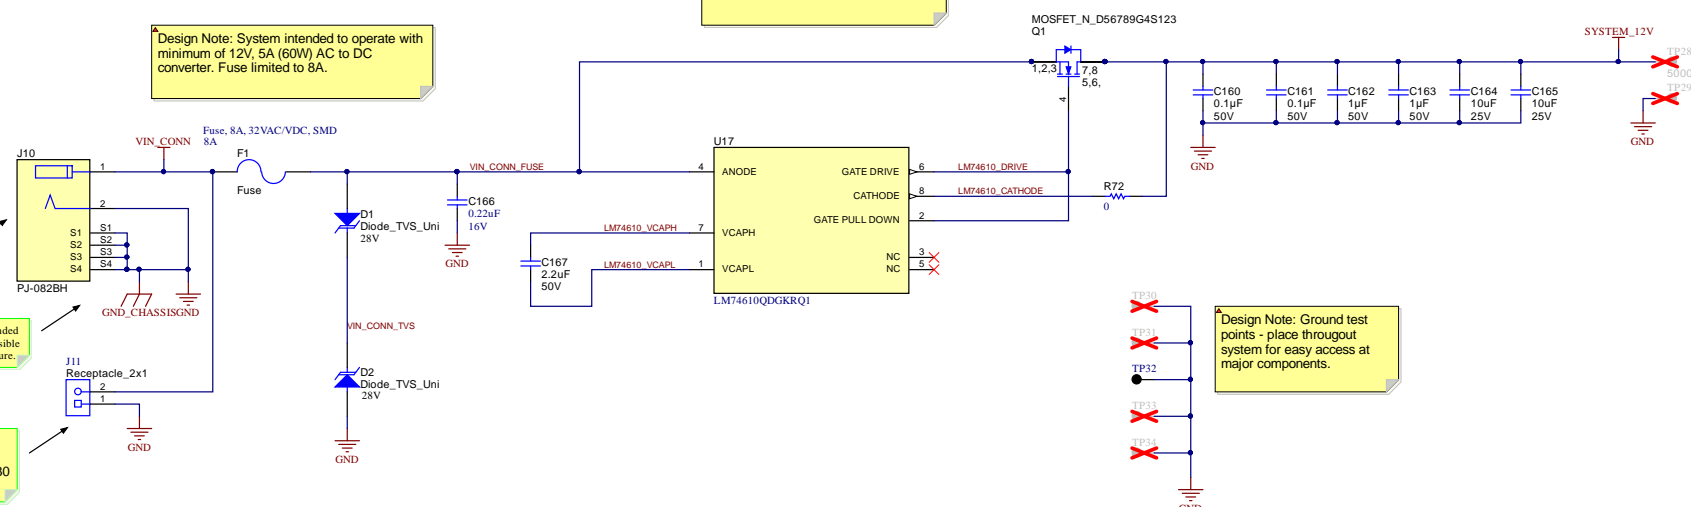 Design Note: System intended to operate with
minimum of 12V, 5A (60W) AC to DC
converter. Fuse limited to 8A.
MOSFET_N_D56789G4S123
Q1
1,2,3
7,8
5,6,
4
SYSTEM_12V
TP28
5000
TP29
GND
C160
0.1µF
50V
C161
0.1µF
50V
C162
1µF
50V
C163
1µF
50V
C164
10uF
25V
C165
10uF
25V
GND
Fuse, 8A, 32VAC/VDC, SMD
8A
VIN_CONN
F1
Fuse
J10
1
2
S1
S2
S3
S4
S1
S2
S3
S4
PJ-082BH
GND_CHASSIS
GND
VIN_CONN_FUSE
C166
0.22uF
16V
GND
D1
Diode_TVS_Uni
28V
VIN_CONN_TVS
D2
Diode_TVS_Uni
28V
GND
U17
4
ANODE
7
VCAPH
1
VCAPL
GATE DRIVE
6
CATHODE
8
GATE PULL DOWN
2
NC
3
NC
5
LM74610QDGKRQ1
LM74610_DRIVE
LM74610_CATHODE
R72
0
LM74610_VCAPH
LM74610_VCAPL
C167
2.2uF
50V
J11
Receptacle_2x1
2
1
GND
TP30
TP31
TP32
TP33
TP34
Design Note: Ground test
points - place througout
system for easy access at
major components.